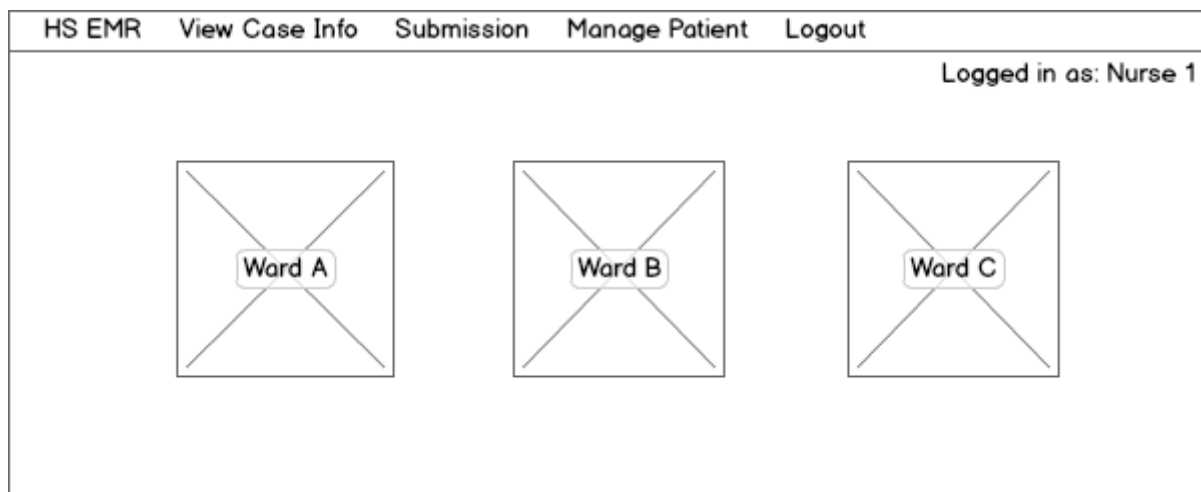 HS EMR View Case Info Submission Manage Patient Logout
Logged in as: Nurse 1
Ward A Ward B Ward C